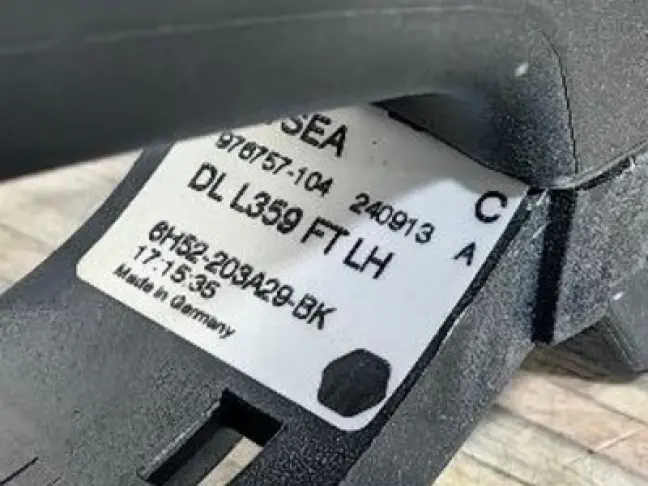 SEA
976757-104 240913 C
DL L359 FT LH A
6H52-203A29-BK
17:15:35
Made in Germany